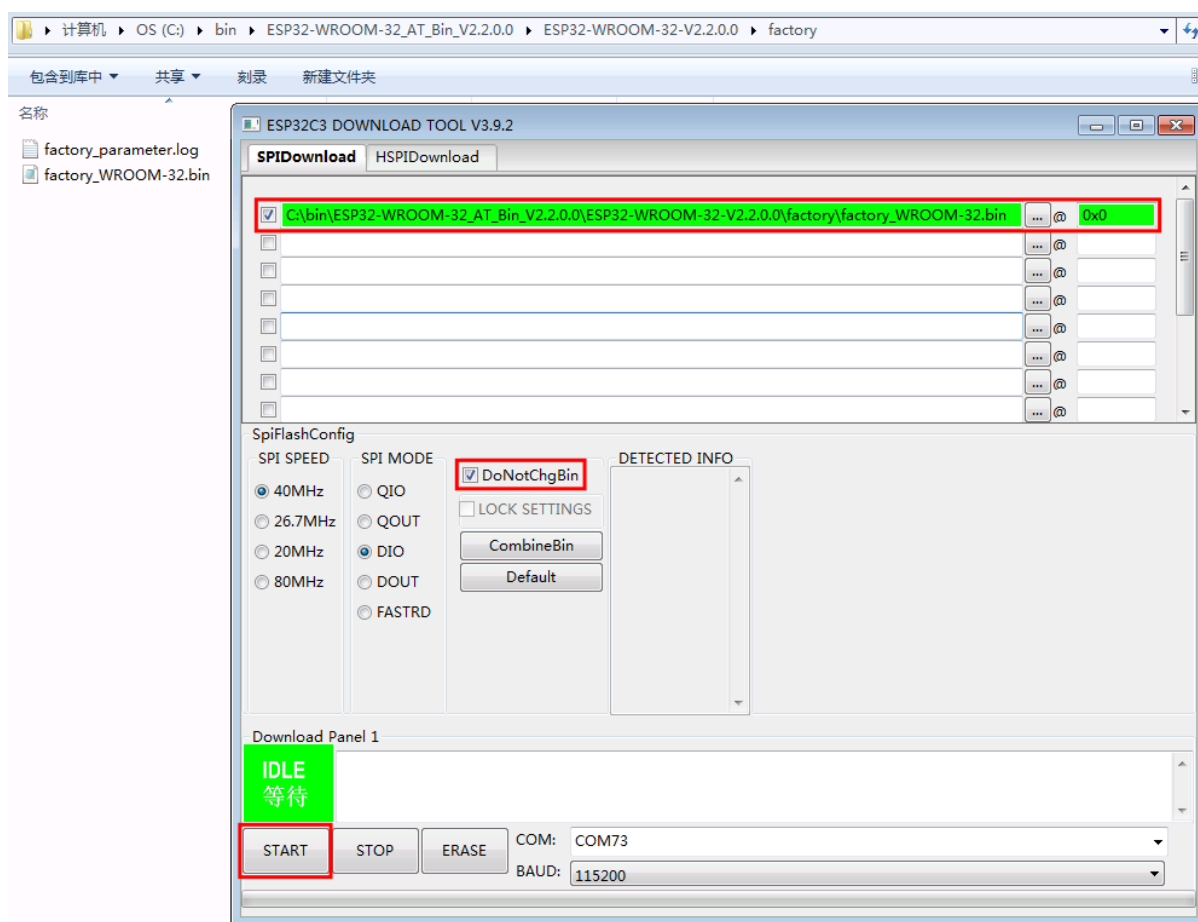 计算机 ▸ OS (C:) ▸ bin ▸ ESP32-WROOM-32_AT_Bin_V2.2.0.0 ▸ ESP32-WROOM-32-V2.2.0.0 ▸ factory
包含到库中 共享 刻录 新建文件夹
名称
factory_parameter.log
factory_WROOM-32.bin
ESP32C3 DOWNLOAD TOOL V3.9.2
SPIDownload HSPIDownload
C:\bin\ESP32-WROOM-32_AT_Bin_V2.2.0.0\ESP32-WROOM-32-V2.2.0.0\factory\factory_WROOM-32.bin ... @ 0x0
... @
... @
... @
... @
... @
... @
... @
SpiFlashConfig
SPI SPEED SPI MODE DETECTED INFO
DoNotChgBin
40MHz QIO
LOCK SETTINGS
26.7MHz QOUT
CombineBin
20MHz DIO
Default
80MHz DOUT
FASTRD
Download Panel 1
IDLE
等待
START STOP ERASE
COM: COM73
BAUD: 115200